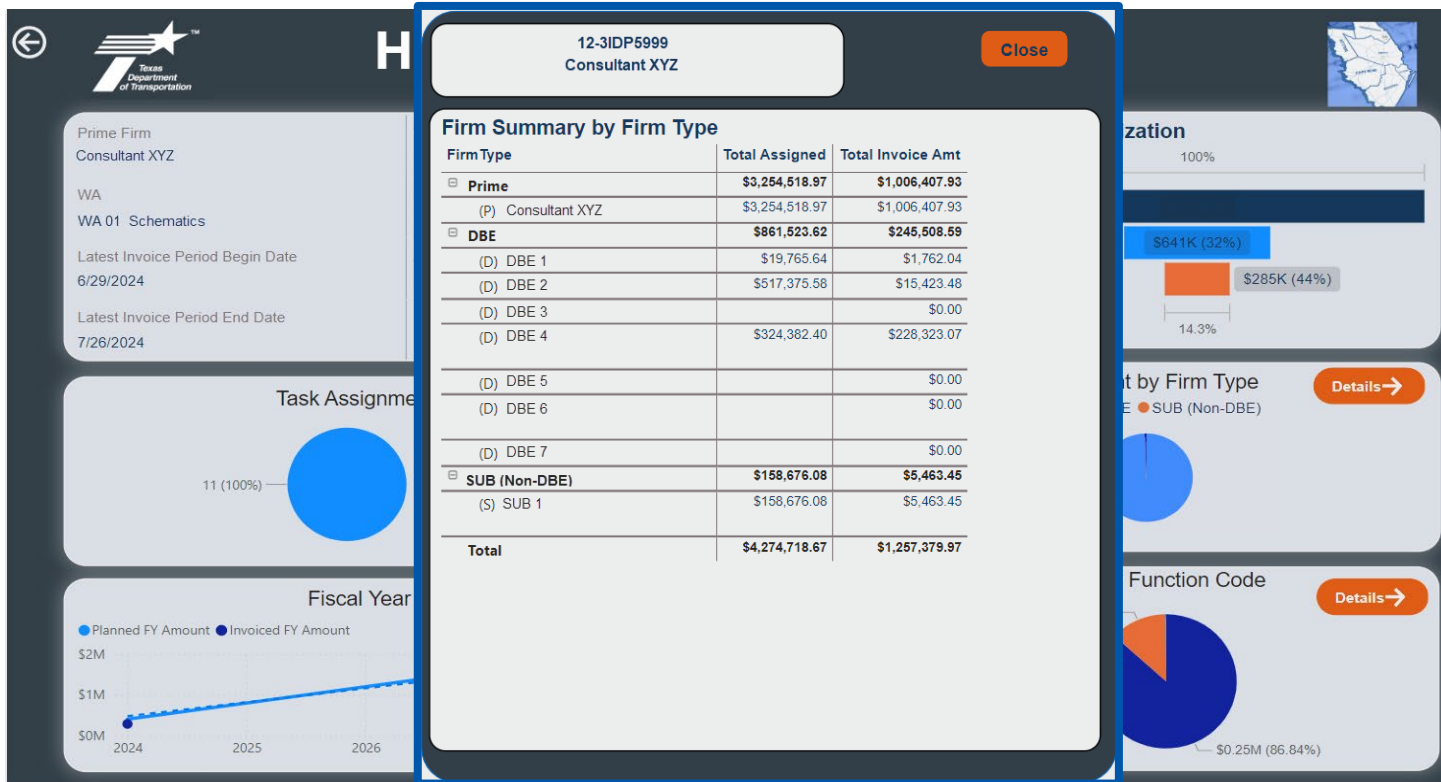 TM
Texas
Department
of Transportation
H
12-3IDP5999
Consultant XYZ
Close
Prime Firm
Consultant XYZ
WA
WA 01 Schematics
Latest Invoice Period Begin Date
6/29/2024
Latest Invoice Period End Date
7/26/2024
Firm Summary by Firm Type
Firm Type Total Assigned Total Invoice Amt
Prime $3,254,518.97 $1,006,407.93
(P) Consultant XYZ $3,254,518.97 $1,006,407.93
DBE $861,523.62 $245,508.59
(D) DBE 1 $19,765.64 $1,762.04
(D) DBE 2 $517,375.58 $15,423.48
(D) DBE 3 $0.00
(D) DBE 4 $324,382.40 $228,323.07
(D) DBE 5 $0.00
(D) DBE 6 $0.00
(D) DBE 7 $0.00
SUB (Non-DBE) $158,676.08 $5,463.45
(S) SUB 1 $158,676.08 $5,463.45
Total $4,274,718.67 $1,257,379.97
zation
100%
$641K (32%)
$285K (44%)
14.3%
Task Assignme
11 (100%)
t by Firm Type
Details
E SUB (Non-DBE)
Fiscal Year
Planned FY Amount Invoiced FY Amount
$2M
$1M
$0M
2024 2025 2026
Function Code
Details
$0.25M (86.84%)